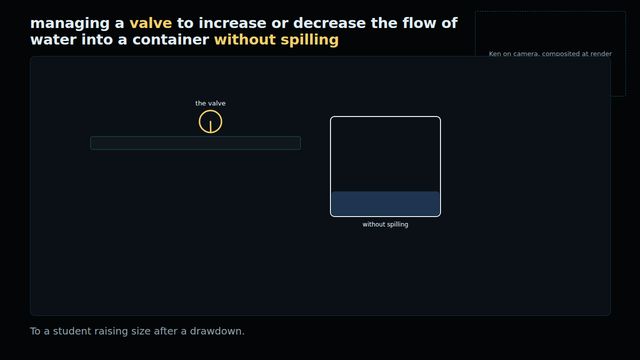 managing a valve to increase or decrease the flow of
water into a container without spilling
Ken on camera, composited at render
the valve
without spilling
To a student raising size after a drawdown.